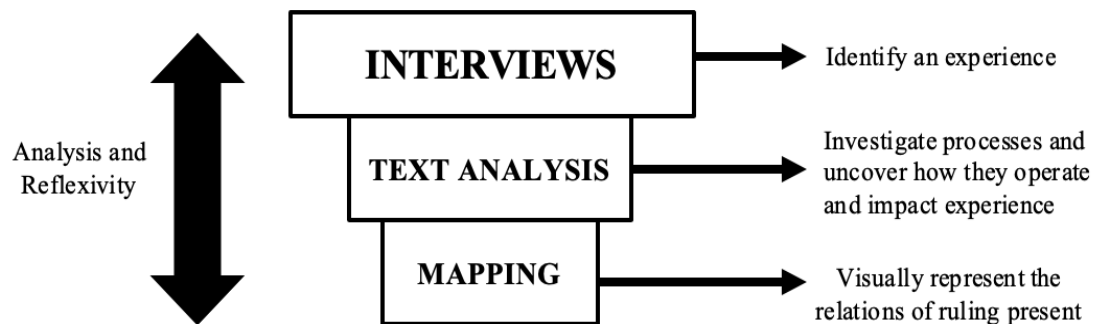 INTERVIEWS
Identify an experience
Analysis and
Reflexivity
TEXT ANALYSIS
Investigate processes and
uncover how they operate
and impact experience
MAPPING
Visually represent the
relations of ruling present